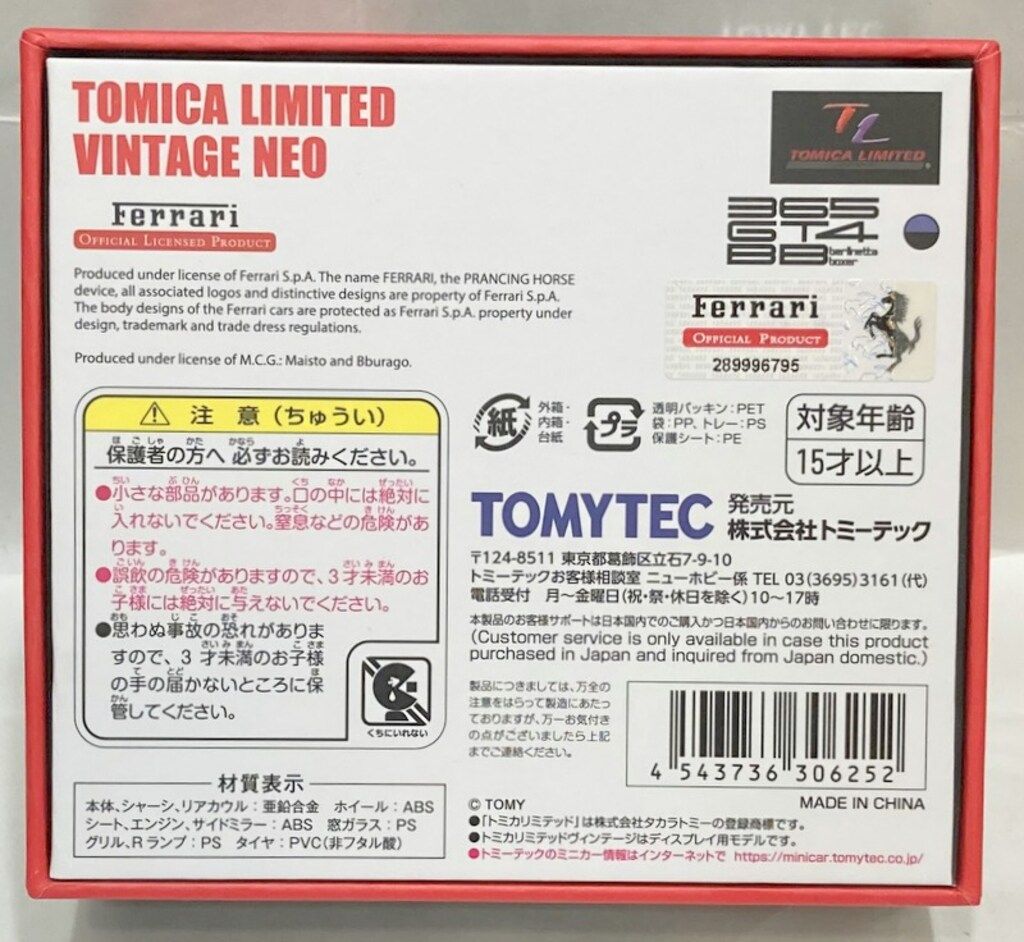 TOMICA LIMITED
VINTAGE NEO
TL
TOMICA LIMITED
Ferrari
OFFICIAL LICENSED PRODUCT
365
GT4
BB berlinetta
boxer
Produced under license of Ferrari S.p.A. The name FERRARI, the PRANCING HORSE
device, all associated logos and distinctive designs are property of Ferrari S.p.A.
The body designs of the Ferrari cars are protected as Ferrari S.p.A. property under
design, trademark and trade dress regulations.
Produced under license of M.C.G.: Maisto and Bburago.
Ferrari
OFFICIAL PRODUCT
289996795
注 意(ちゅうい)
保護者の方へ 必ずお読みください。
●小さな部品があります。口の中には絶対に
入れないでください。窒息などの危険があ
ります。
●誤飲の危険がありますので、3才未満のお
子様には絶対に与えないでください。
●思わぬ事故の恐れがありま
すので、3 才未満のお子様
の手の届かないところに保
管してください。
くちにいれない
材質表示
本体、シャーシ、リアカウル:亜鉛合金 ホイール:ABS
シート、エンジン、サイドミラー:ABS 窓ガラス:PS
グリル、Rランプ:PS タイヤ:PVC(非フタル酸)
紙
外箱・
内箱・
台紙
プラ
透明パッキン:PET
袋:PP、トレー:PS
保護シート:PE
対象年齢
15才以上
TOMYTEC
発売元
株式会社トミーテック
〒124-8511 東京都葛飾区立石7-9-10
トミーテックお客様相談室 ニューホビー係 TEL 03(3695)3161(代)
電話受付 月〜金曜日(祝・祭・休日を除く)10〜17時
本製品のお客様サポートは日本国内でのご購入かつ日本国内からのお問い合わせに限ります。
(Customer service is only available in case this product
purchased in Japan and inquired from Japan domestic.)
製品につきましては、万全の
注意をはらって製造にあたっ
ておりますが、万一お気付き
の点がございましたら上記
までご連絡ください。
4 543736 306252
© TOMY
MADE IN CHINA
●「トミカリミテッド」は株式会社タカラトミーの登録商標です。
●トミカリミテッドヴィンテージはディスプレイ用モデルです。
●トミーテックのミニカー情報はインターネットで https://minicar.tomytec.co.jp/